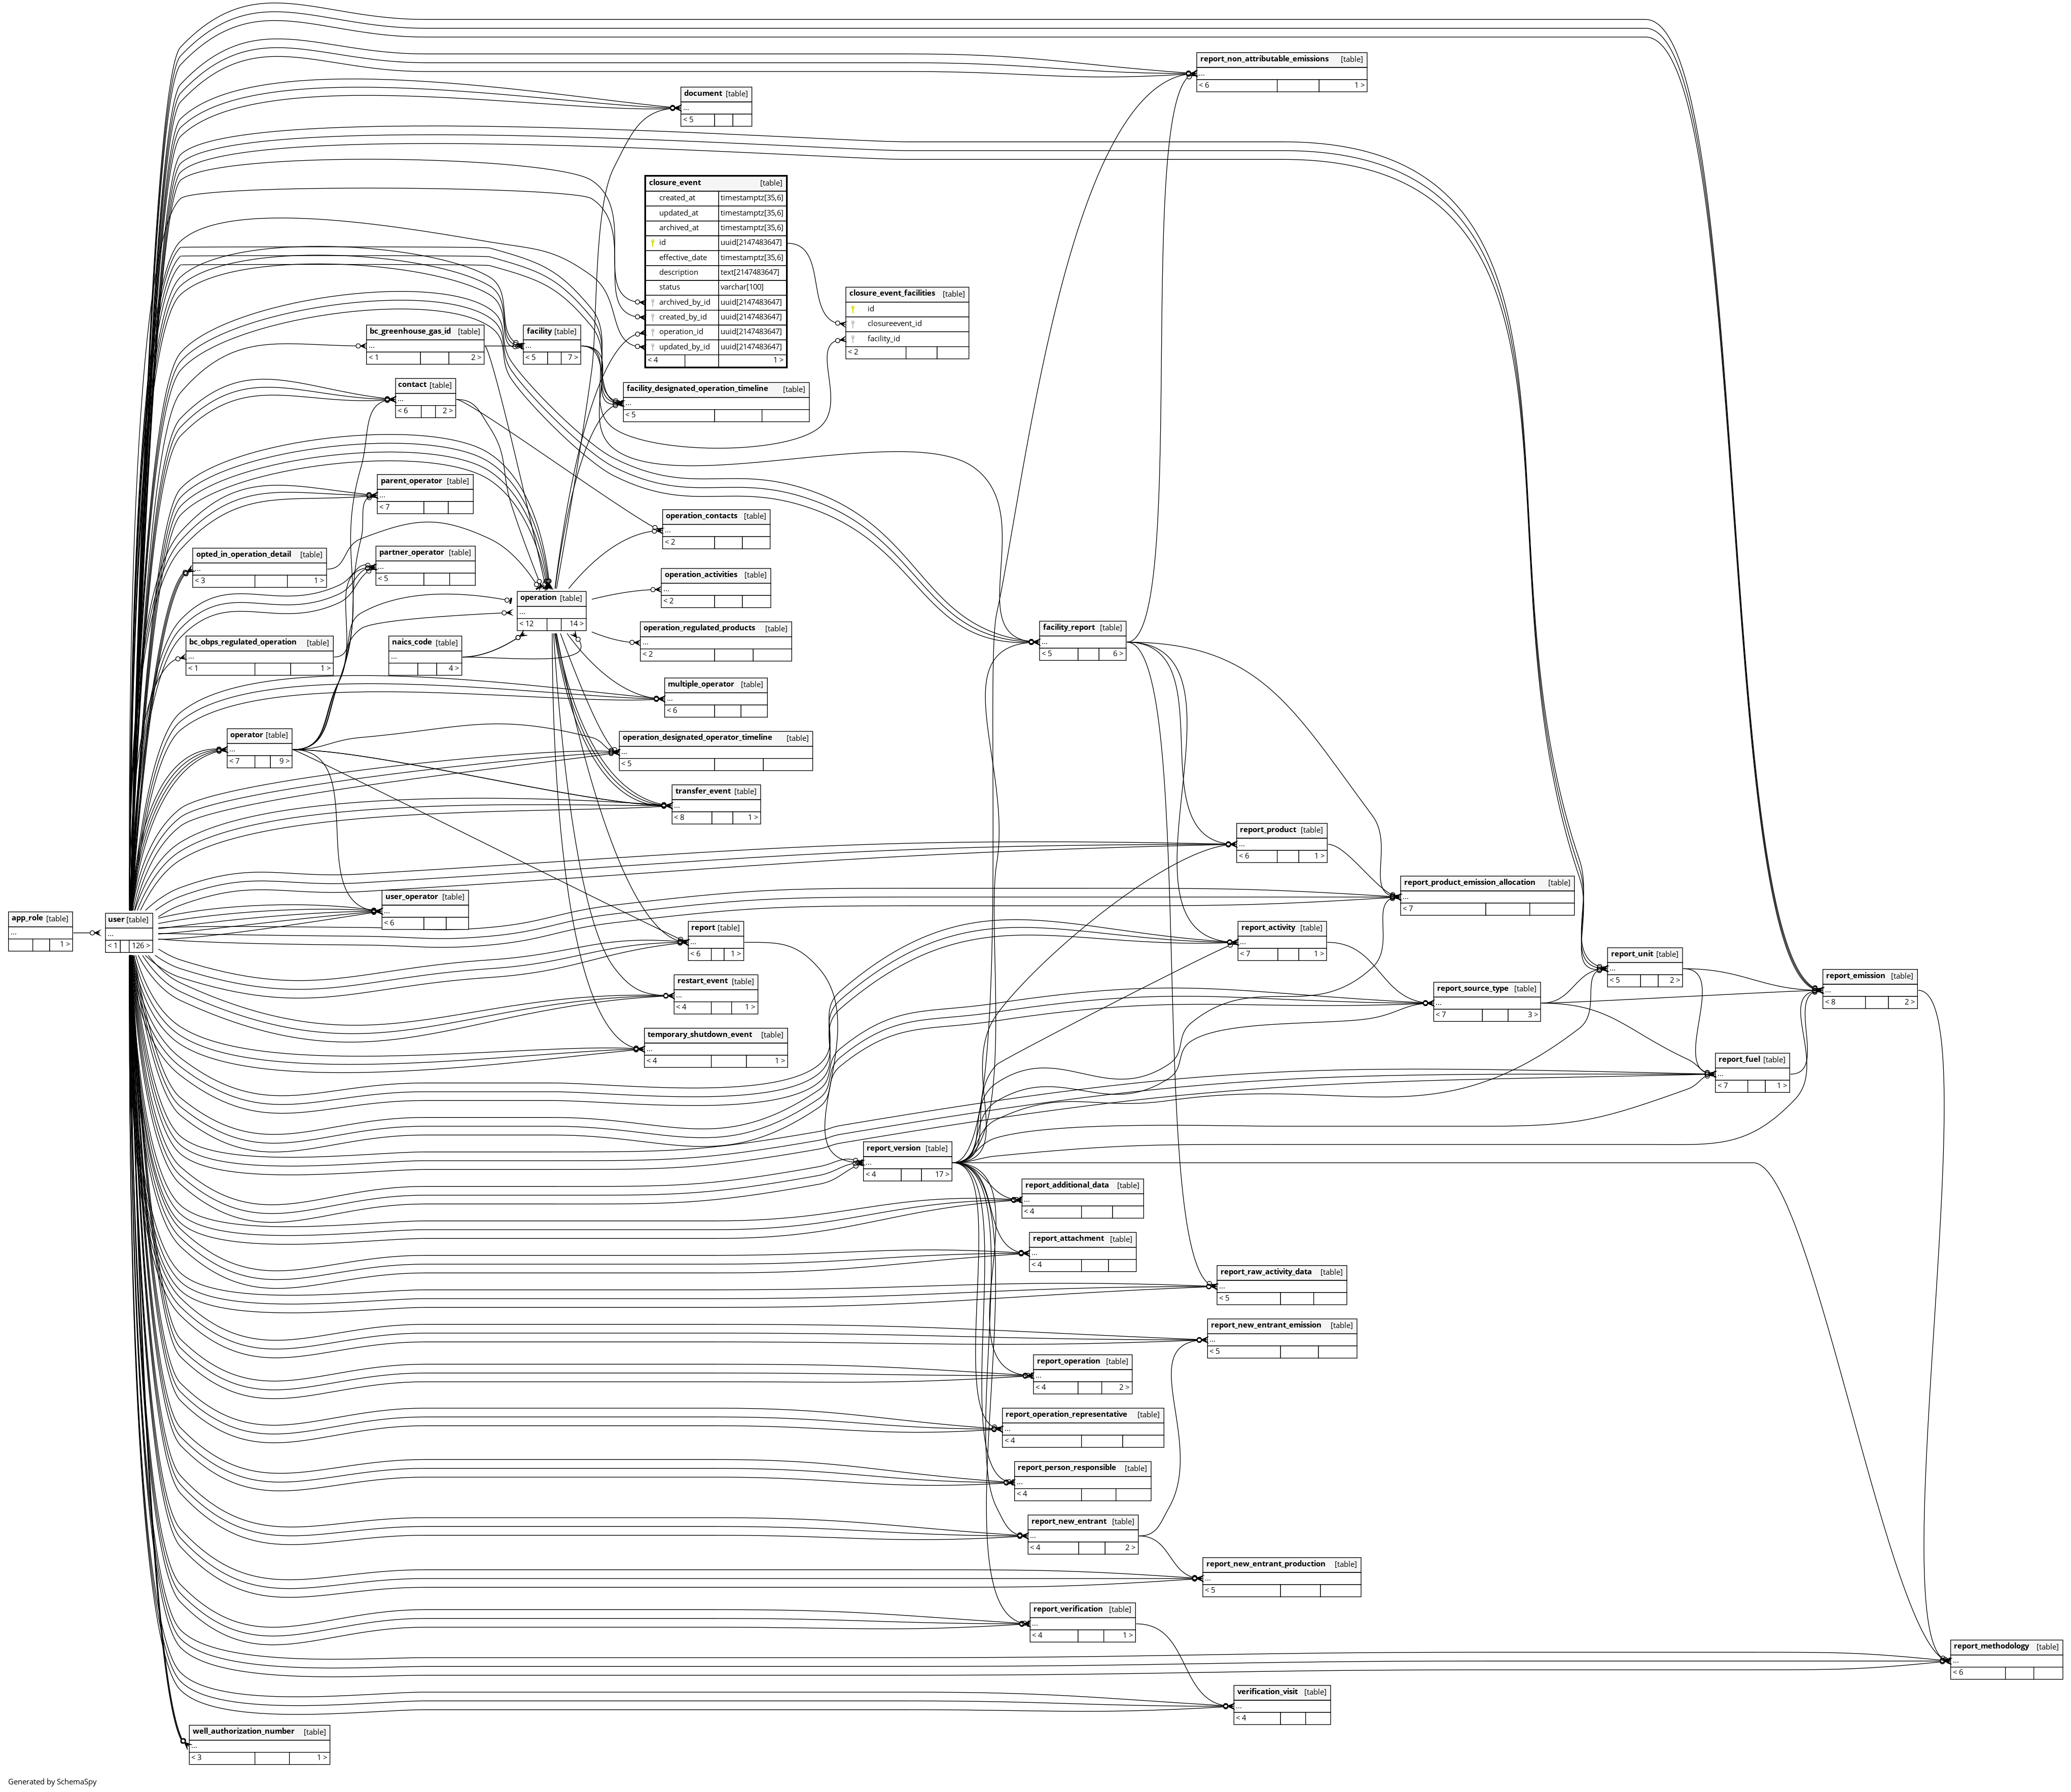 report_non_attributable_emissions [table]
...
< 6 1 >
document [table]
...
< 5
closure_event [table]
created_at timestamptz[35,6]
updated_at timestamptz[35,6]
archived_at timestamptz[35,6]
id uuid[2147483647]
effective_date timestamptz[35,6]
description text[2147483647]
status varchar[100]
archived_by_id uuid[2147483647]
created_by_id uuid[2147483647]
operation_id uuid[2147483647]
updated_by_id uuid[2147483647]
< 4 1 >
closure_event_facilities [table]
id
closureevent_id
facility_id
< 2
bc_greenhouse_gas_id [table]
...
< 1 2 >
facility [table]
...
< 5 7 >
contact [table]
...
< 6 2 >
facility_designated_operation_timeline [table]
...
< 5
parent_operator [table]
...
< 7
operation_contacts [table]
...
< 2
opted_in_operation_detail [table]
...
< 3 1 >
partner_operator [table]
...
< 5
operation_activities [table]
...
< 2
operation [table]
...
< 12 14 >
bc_obps_regulated_operation [table]
...
< 1 1 >
naics_code [table]
...
4 >
operation_regulated_products [table]
...
< 2
facility_report [table]
...
< 5 6 >
multiple_operator [table]
...
< 6
operator [table]
...
< 7 9 >
operation_designated_operator_timeline [table]
...
< 5
transfer_event [table]
...
< 8 1 >
report_product [table]
...
< 6 1 >
report_product_emission_allocation [table]
...
< 7
app_role [table]
...
1 >
user [table]
...
< 1 126 >
user_operator [table]
...
< 6
report [table]
...
< 6 1 >
report_activity [table]
...
< 7 1 >
report_unit [table]
...
< 5 2 >
report_emission [table]
...
< 8 2 >
restart_event [table]
...
< 4 1 >
report_source_type [table]
...
< 7 3 >
temporary_shutdown_event [table]
...
< 4 1 >
report_fuel [table]
...
< 7 1 >
report_version [table]
...
< 4 17 >
report_additional_data [table]
...
< 4
report_attachment [table]
...
< 4
report_raw_activity_data [table]
...
< 5
report_new_entrant_emission [table]
...
< 5
report_operation [table]
...
< 4 2 >
report_operation_representative [table]
...
< 4
report_person_responsible [table]
...
< 4
report_new_entrant [table]
...
< 4 2 >
report_new_entrant_production [table]
...
< 5
report_verification [table]
...
< 4 1 >
report_methodology [table]
...
< 6
verification_visit [table]
...
< 4
well_authorization_number [table]
...
< 3 1 >
Generated by SchemaSpy